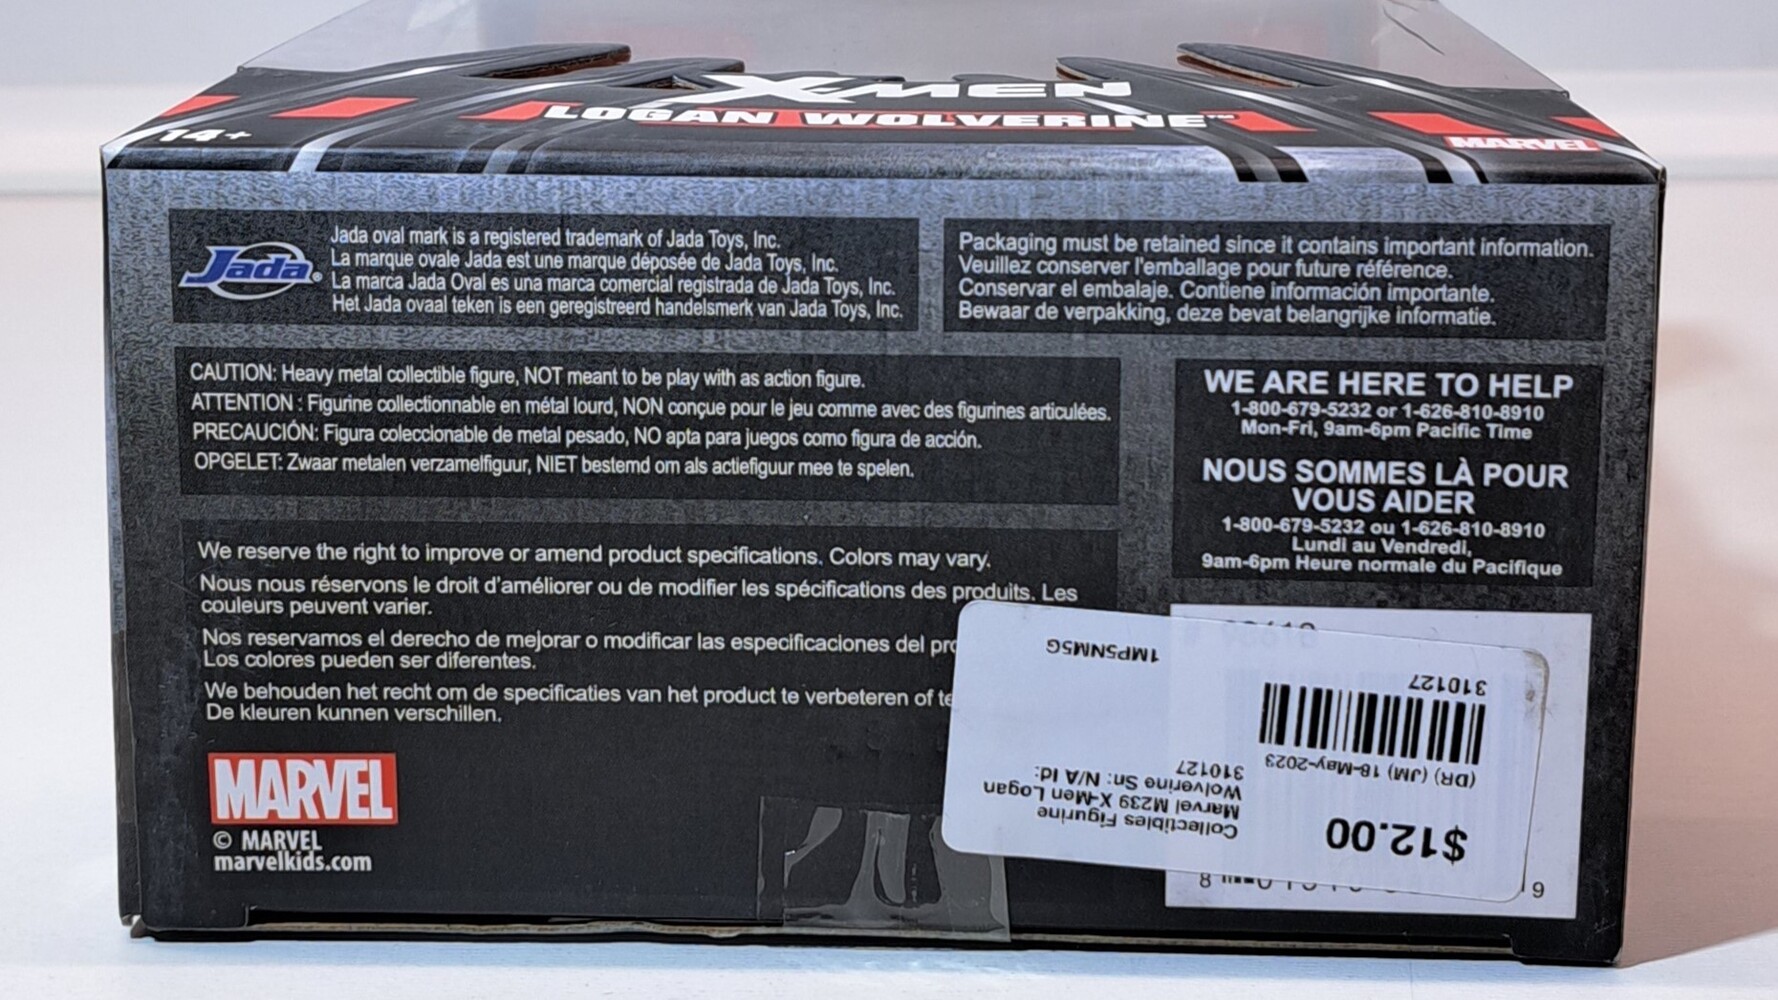 X-MEN
LOGAN WOLVERINE™
14+
MARVEL
Jada®
Jada oval mark is a registered trademark of Jada Toys, Inc.
La marque ovale Jada est une marque déposée de Jada Toys, Inc.
La marca Jada Oval es una marca comercial registrada de Jada Toys, Inc.
Het Jada ovaal teken is een geregistreerd handelsmerk van Jada Toys, Inc.
Packaging must be retained since it contains important information.
Veuillez conserver l'emballage pour future référence.
Conservar el embalaje. Contiene información importante.
Bewaar de verpakking, deze bevat belangrijke informatie.
CAUTION: Heavy metal collectible figure, NOT meant to be play with as action figure.
ATTENTION : Figurine collectionnable en métal lourd, NON conçue pour le jeu comme avec des figurines articulées.
PRECAUCIÓN: Figura coleccionable de metal pesado, NO apta para juegos como figura de acción.
OPGELET: Zwaar metalen verzamelfiguur, NIET bestemd om als actiefiguur mee te spelen.
WE ARE HERE TO HELP
1-800-679-5232 or 1-626-810-8910
Mon-Fri, 9am-6pm Pacific Time
NOUS SOMMES LÀ POUR
VOUS AIDER
1-800-679-5232 ou 1-626-810-8910
Lundi au Vendredi,
9am-6pm Heure normale du Pacifique
We reserve the right to improve or amend product specifications. Colors may vary.
Nous nous réservons le droit d'améliorer ou de modifier les spécifications des produits. Les
couleurs peuvent varier.
Nos reservamos el derecho de mejorar o modificar las especificaciones del
Los colores pueden ser diferentes.
We behouden het recht om de specificaties van het product te verbeteren of
De kleuren kunnen verschillen.
MARVEL
© MARVEL
marvelkids.com
$12.00
(DR) (JM) 18-May-2023
310127
Collectibles Figurine
Marvel M239 X-Men Logan
Wolverine Sn: N/A Id:
310127
1MP5NM5G
6
8